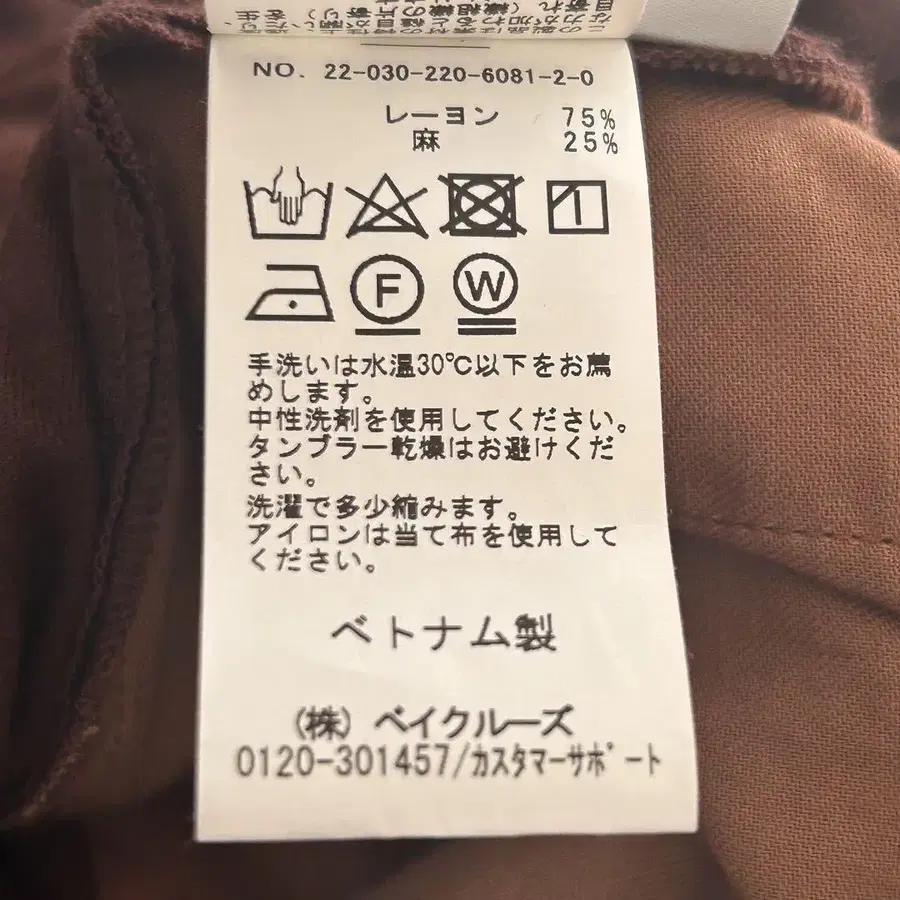 NO. 22-030-220-6081-2-0
レーヨン 75%
麻 25%
F
W
手洗いは水温30℃以下をお薦
めします。
中性洗剤を使用してください。
タンブラー乾燥はお避けくだ
さい。
洗濯で多少縮みます。
アイロンは当て布を使用して
ください。
ベトナム製
(株) ベイクルーズ
0120-301457/カスタマーサポート